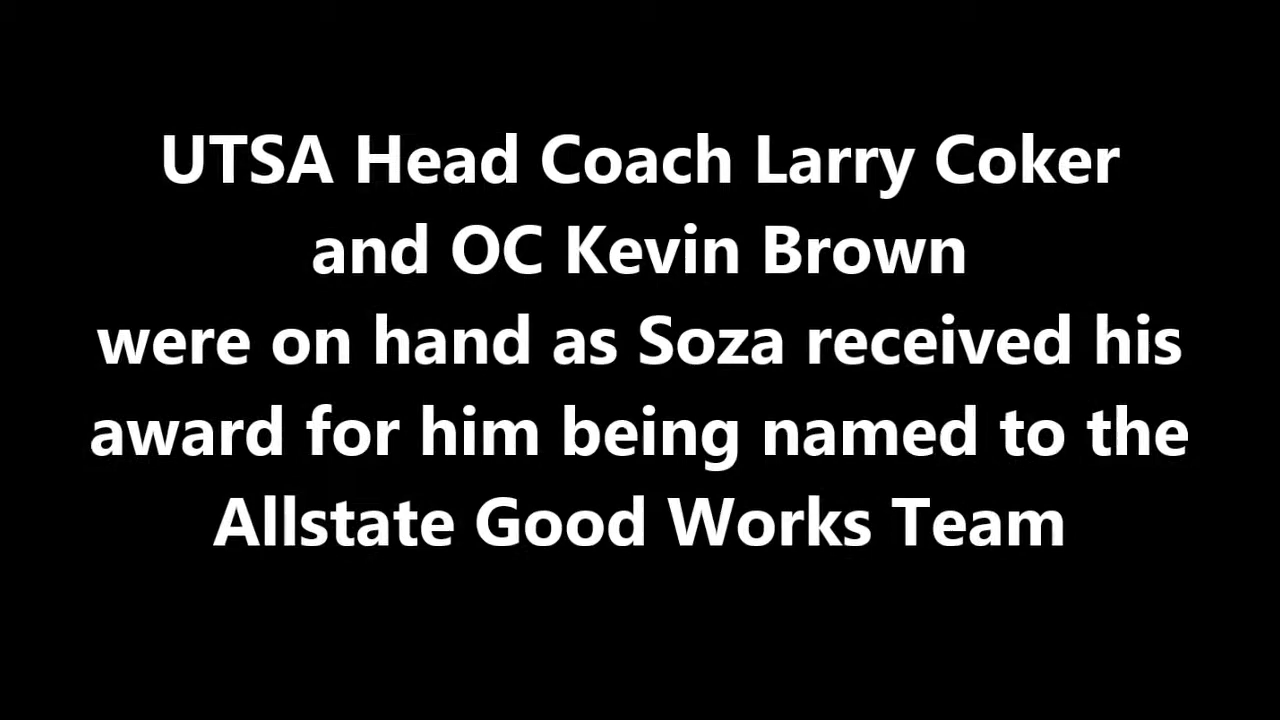 UTSA Head Coach Larry Coker
and OC Kevin Brown
were on hand as Soza received his
award for him being named to the
Allstate Good Works Team